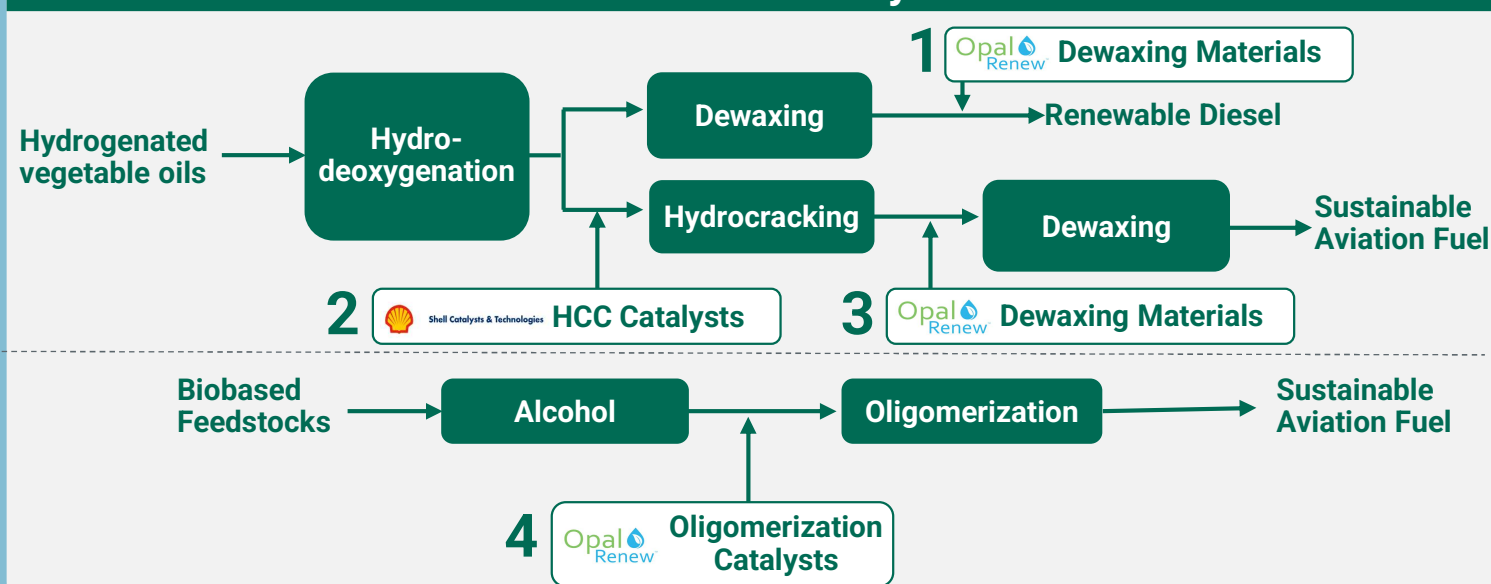 1
Opal
Renew
Dewaxing Materials
Hydrogenated
vegetable oils
Hydro-
deoxygenation
Dewaxing
Renewable Diesel
Hydrocracking
Dewaxing
Sustainable
Aviation Fuel
2
Shell Catalysts & Technologies
HCC Catalysts
3
Opal
Renew
Dewaxing Materials
Biobased
Feedstocks
Alcohol
Oligomerization
Sustainable
Aviation Fuel
4
Opal
Renew
Oligomerization
Catalysts